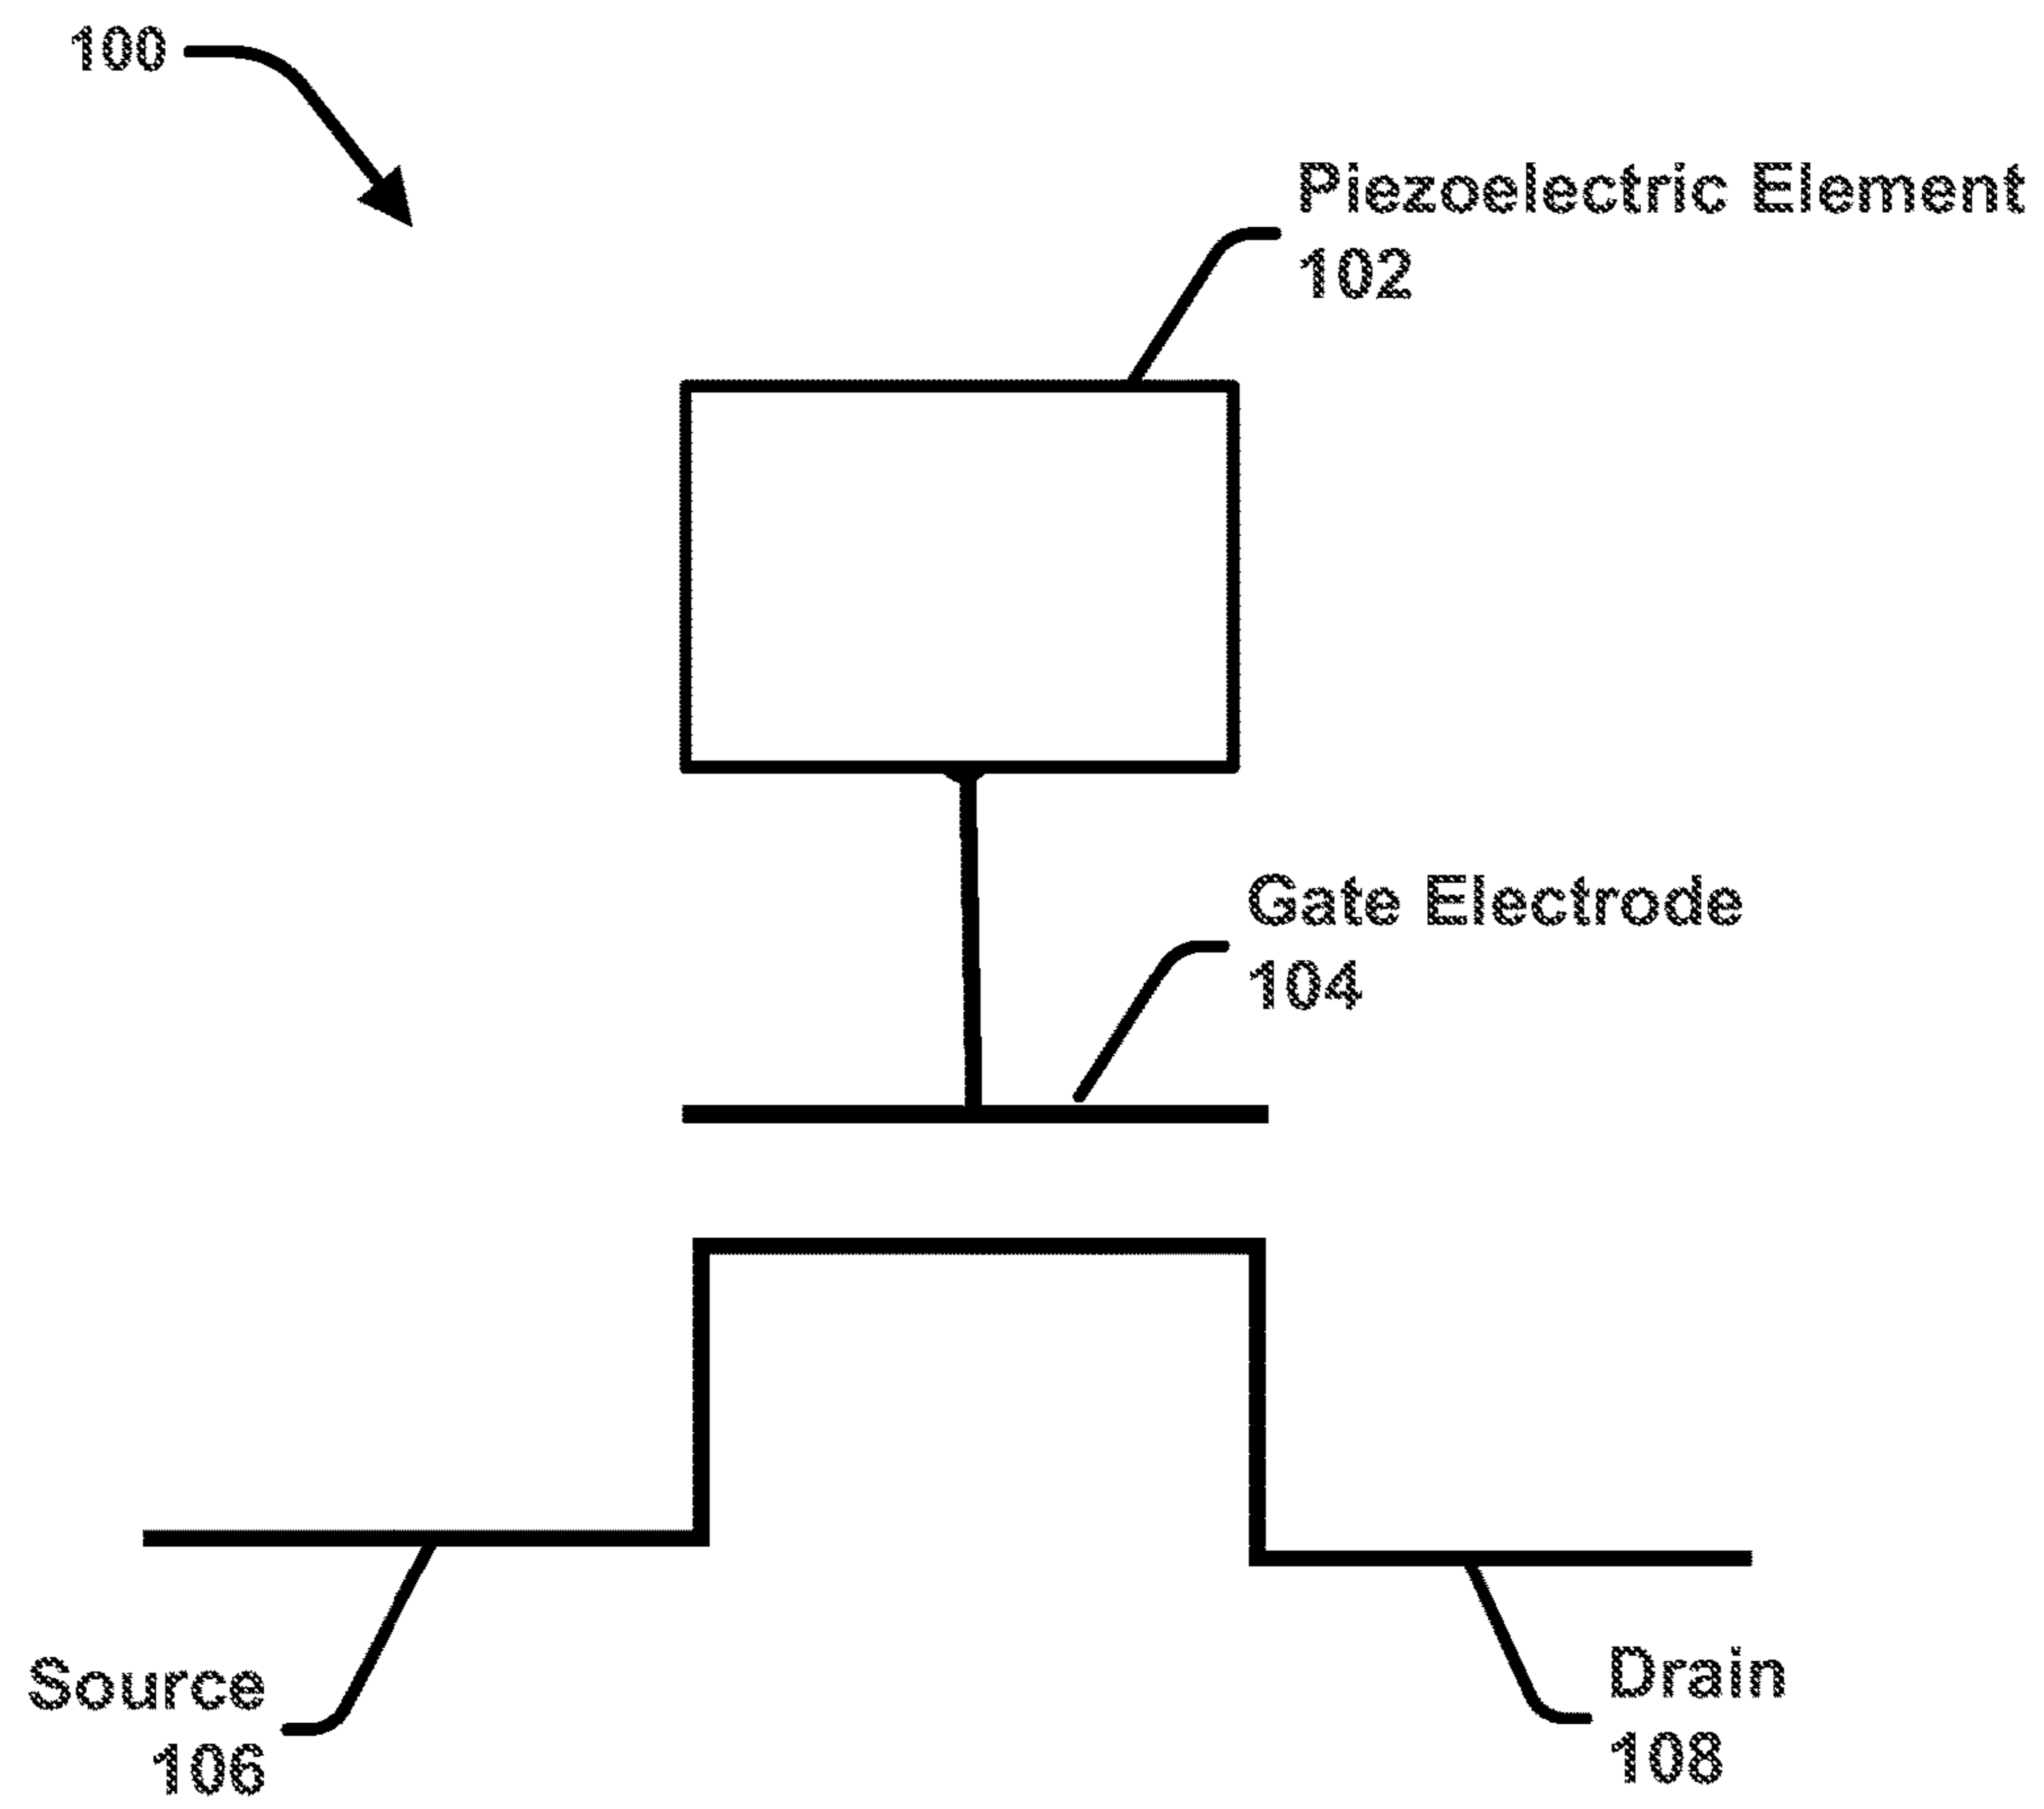 100
Piezoelectric Element
102
Gate Electrode
104
Source
106
Drain
108